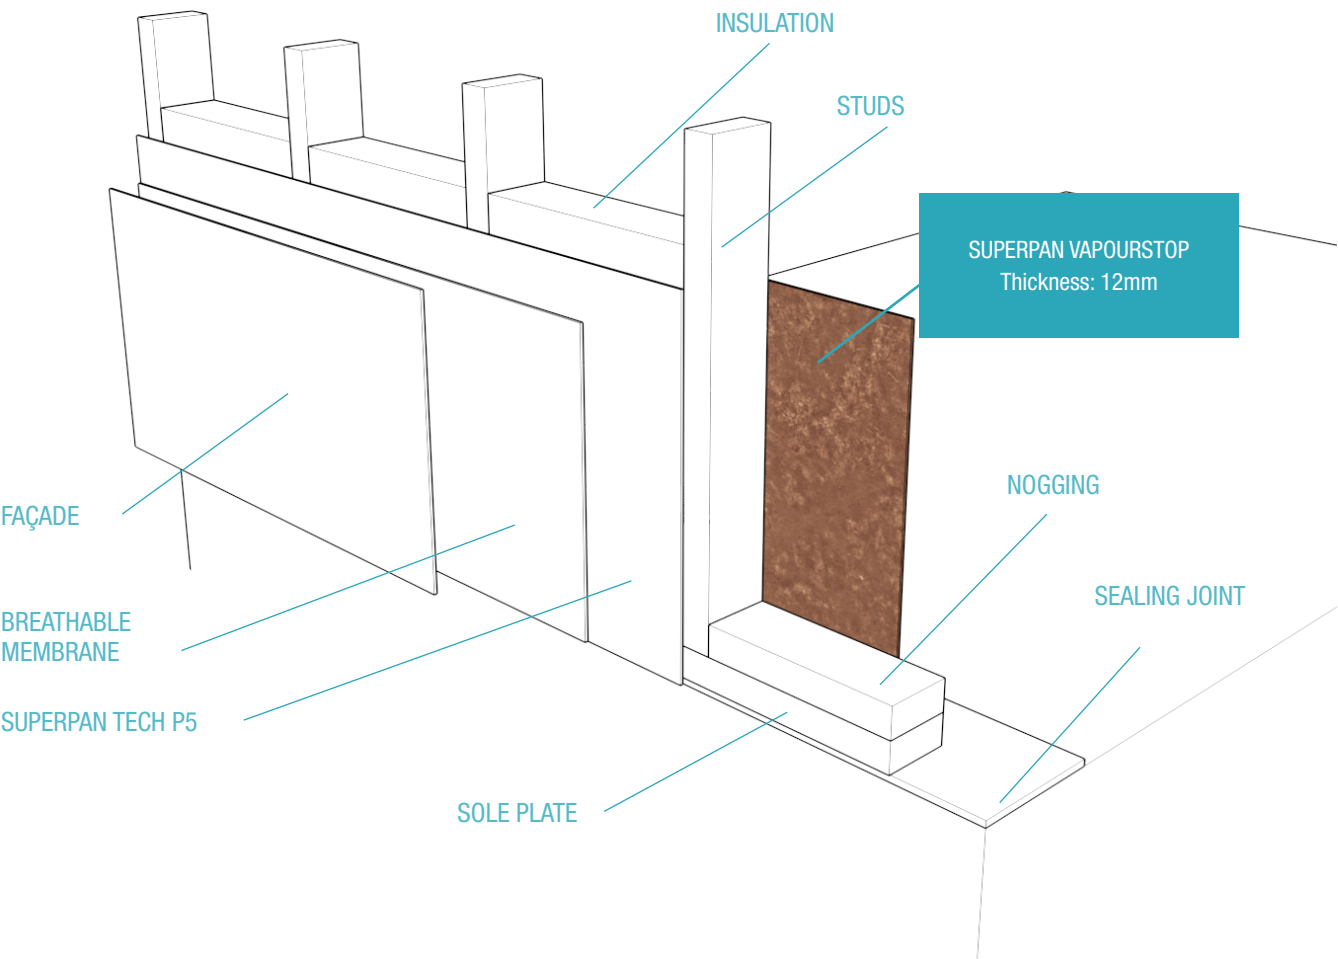 INSULATION
STUDS
SUPERPAN VAPOURSTOP
Thickness: 12mm
NOGGING
FAÇADE
SEALING JOINT
BREATHABLE
MEMBRANE
SUPERPAN TECH P5
SOLE PLATE